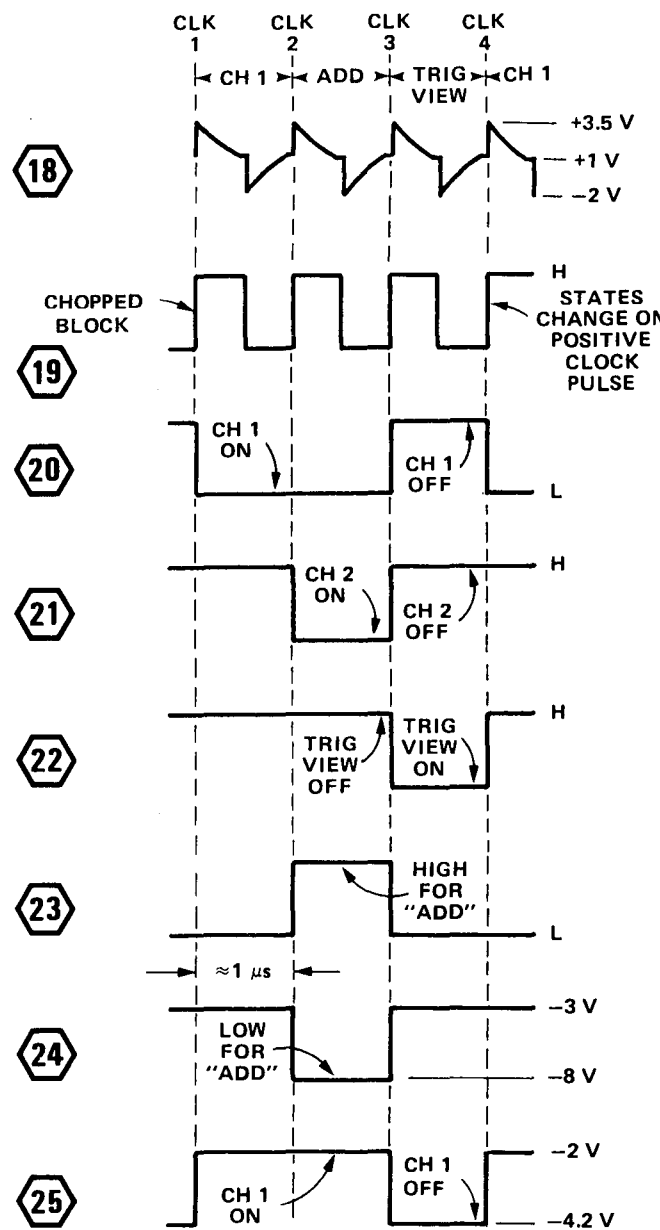 CLK CLK CLK CLK
1 2 3 4
CH 1 ADD TRIG VIEW CH 1
18
+3.5 V
+1 V
−2 V
19
CHOPPED
BLOCK
H
STATES
CHANGE ON
POSITIVE
CLOCK
PULSE
20
CH 1
ON
CH 1
OFF
L
21
CH 2
ON
H
CH 2
OFF
22
TRIG
VIEW
OFF
TRIG
VIEW
ON
H
23
HIGH
FOR
"ADD"
L
≈1 μs
24
LOW
FOR
"ADD"
−3 V
−8 V
25
CH 1
ON
CH 1
OFF
−2 V
−4.2 V